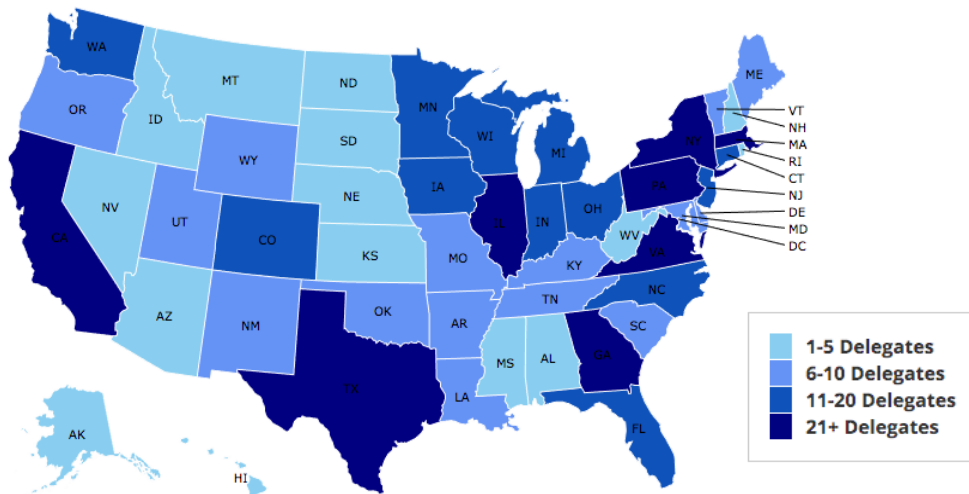 WA
MT
ND
MN
ME
OR
ID
SD
WI
MI
NY
VT
NH
MA
RI
CT
NJ
DE
MD
DC
WY
NE
IA
PA
NV
UT
CO
KS
MO
IL
IN
OH
WV
VA
KY
CA
AZ
NM
OK
AR
TN
NC
SC
MS
AL
GA
TX
LA
FL
AK
HI
1-5 Delegates
6-10 Delegates
11-20 Delegates
21+ Delegates